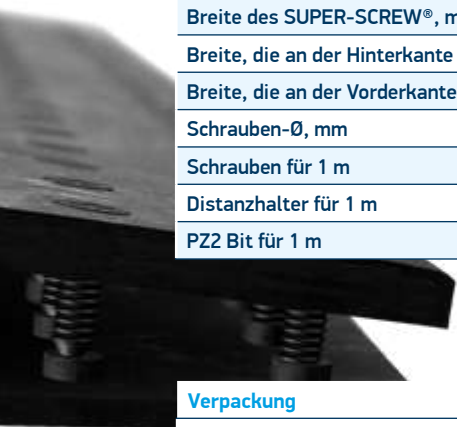 Breite des SUPER-SCREW®,
Breite, die an der Hinterkante
Breite, die an der Vorderkante
Schrauben-Ø, mm
Schrauben für 1 m
Distanzhalter für 1 m
PZ2 Bit für 1 m
Verpackung